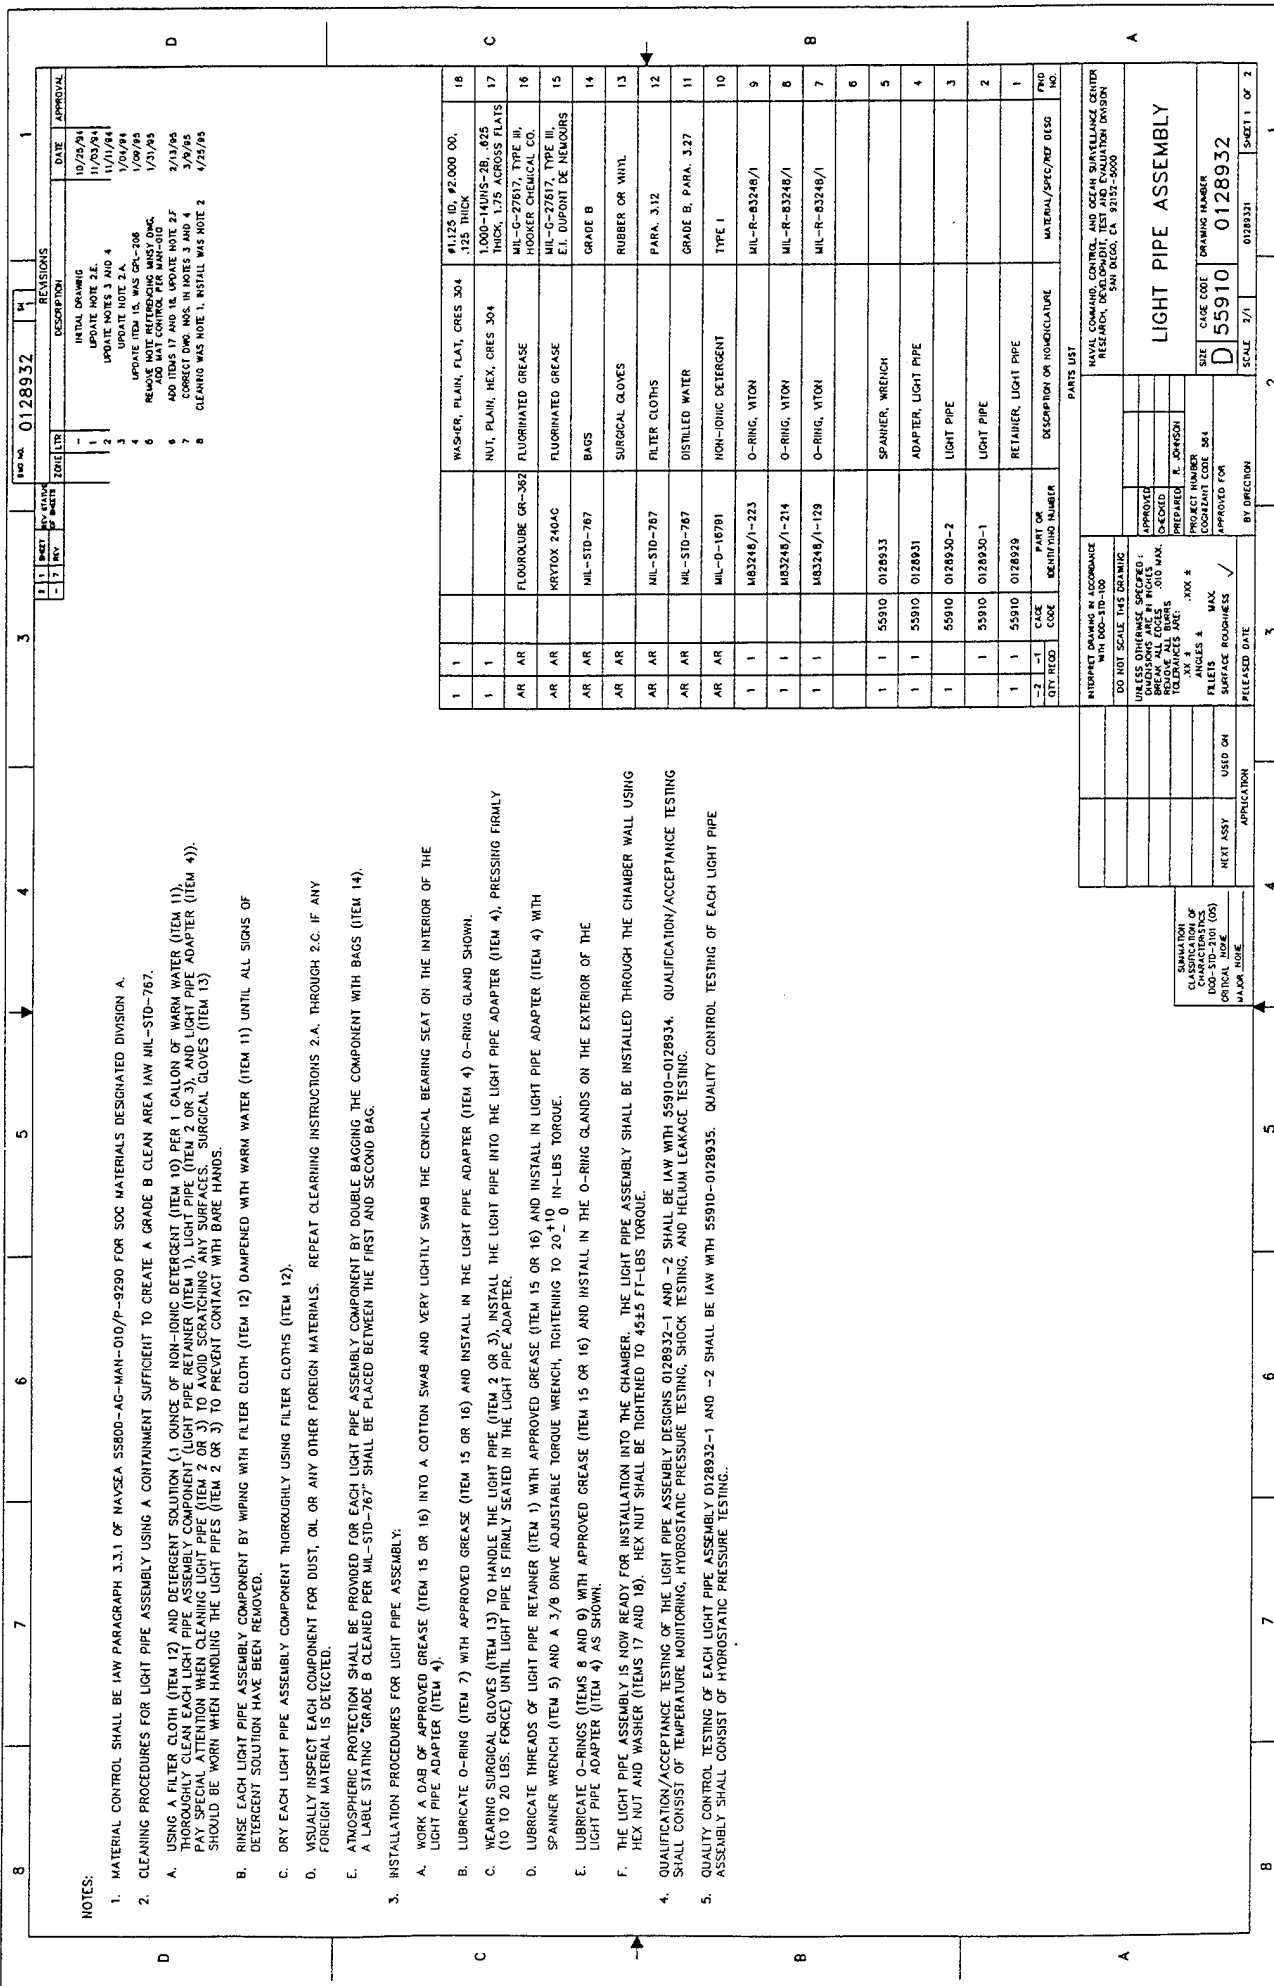 8 7 6 5 4 3 2 1
DWG NO. 0128932 SH 1
2 1 SHEET REV STATUS
- 7 REV OF SHEETS
REVISIONS
ZONE LTR DESCRIPTION DATE APPROVAL
- INITIAL DRAWING 10/25/94
1 UPDATE NOTE 2.E. 11/03/94
2 UPDATE NOTES 3 AND 4 11/11/94
3 UPDATE NOTE 2.A. 1/04/94
4 UPDATE ITEM 15, WAS GPL-206 1/09/95
5 REMOVE NOTE REFERENCING MINSY DWG, 1/31/95
ADD MAT CONTROL PER MAN-010
6 ADD ITEMS 17 AND 18, UPDATE NOTE 2.F 2/13/95
7 CORRECT DWG. NOS. IN NOTES 3 AND 4 3/9/95
8 CLEANING WAS NOTE 1, INSTALL WAS NOTE 2 4/25/95
NOTES:
1. MATERIAL CONTROL SHALL BE IAW PARAGRAPH 3.3.1 OF NAVSEA SS800-AG-MAN-010/P-9290 FOR SOC MATERIALS DESIGNATED DIVISION A.
2. CLEANING PROCEDURES FOR LIGHT PIPE ASSEMBLY USING A CONTAINMENT SUFFICIENT TO CREATE A GRADE B CLEAN AREA IAW MIL-STD-767.
A. USING A FILTER CLOTH (ITEM 12) AND DETERGENT SOLUTION (.1 OUNCE OF NON-IONIC DETERGENT (ITEM 10) PER 1 GALLON OF WARM WATER (ITEM 11),
THOROUGHLY CLEAN EACH LIGHT PIPE ASSEMBLY COMPONENT (LIGHT PIPE RETAINER (ITEM 1), LIGHT PIPE (ITEM 2 OR 3), AND LIGHT PIPE ADAPTER (ITEM 4)).
PAY SPECIAL ATTENTION WHEN CLEANING LIGHT PIPE (ITEM 2 OR 3) TO AVOID SCRATCHING ANY SURFACES. SURGICAL GLOVES (ITEM 13)
SHOULD BE WORN WHEN HANDLING THE LIGHT PIPES (ITEM 2 OR 3) TO PREVENT CONTACT WITH BARE HANDS.
B. RINSE EACH LIGHT PIPE ASSEMBLY COMPONENT BY WIPING WITH FILTER CLOTH (ITEM 12) DAMPENED WITH WARM WATER (ITEM 11) UNTIL ALL SIGNS OF
DETERGENT SOLUTION HAVE BEEN REMOVED.
C. DRY EACH LIGHT PIPE ASSEMBLY COMPONENT THOROUGHLY USING FILTER CLOTHS (ITEM 12).
D. VISUALLY INSPECT EACH COMPONENT FOR DUST, OIL OR ANY OTHER FOREIGN MATERIALS. REPEAT CLEARNING INSTRUCTIONS 2.A. THROUGH 2.C. IF ANY
FOREIGN MATERIAL IS DETECTED.
E. ATMOSPHERIC PROTECTION SHALL BE PROVIDED FOR EACH LIGHT PIPE ASSEMBLY COMPONENT BY DOUBLE BAGGING THE COMPONENT WITH BAGS (ITEM 14).
A LABLE STATING "GRADE B CLEANED PER MIL-STD-767" SHALL BE PLACED BETWEEN THE FIRST AND SECOND BAG.
3. INSTALLATION PROCEDURES FOR LIGHT PIPE ASSEMBLY:
A. WORK A DAB OF APPROVED GREASE (ITEM 15 OR 16) INTO A COTTON SWAB AND VERY LIGHTLY SWAB THE CONICAL BEARING SEAT ON THE INTERIOR OF THE
LIGHT PIPE ADAPTER (ITEM 4).
B. LUBRICATE O-RING (ITEM 7) WITH APPROVED GREASE (ITEM 15 OR 16) AND INSTALL IN THE LIGHT PIPE ADAPTER (ITEM 4) O-RING GLAND SHOWN.
C. WEARING SURGICAL GLOVES (ITEM 13) TO HANDLE THE LIGHT PIPE (ITEM 2 OR 3), INSTALL THE LIGHT PIPE INTO THE LIGHT PIPE ADAPTER (ITEM 4), PRESSING FIRMLY
(10 TO 20 LBS. FORCE) UNTIL LIGHT PIPE IS FIRMLY SEATED IN THE LIGHT PIPE ADAPTER.
D. LUBRICATE THREADS OF LIGHT PIPE RETAINER (ITEM 1) WITH APPROVED GREASE (ITEM 15 OR 16) AND INSTALL IN LIGHT PIPE ADAPTER (ITEM 4) WITH
SPANNER WRENCH (ITEM 5) AND A 3/8 DRIVE ADJUSTABLE TORQUE WRENCH, TIGHTENING TO 20 +10 - 0 IN-LBS TORQUE.
E. LUBRICATE O-RINGS (ITEMS 8 AND 9) WITH APPROVED GREASE (ITEM 15 OR 16) AND INSTALL IN THE O-RING GLANDS ON THE EXTERIOR OF THE
LIGHT PIPE ADAPTER (ITEM 4) AS SHOWN.
F. THE LIGHT PIPE ASSEMBLY IS NOW READY FOR INSTALLATION INTO THE CHAMBER. THE LIGHT PIPE ASSEMBLY SHALL BE INSTALLED THROUGH THE CHAMBER WALL USING
HEX NUT AND WASHER (ITEMS 17 AND 18). HEX NUT SHALL BE TIGHTENED TO 45±5 FT-LBS TORQUE.
4. QUALIFICATION/ACCEPTANCE TESTING OF THE LIGHT PIPE ASSEMBLY DESIGNS 0128932-1 AND -2 SHALL BE IAW WITH 55910-0128934. QUALIFICATION/ACCEPTANCE TESTING
SHALL CONSIST OF TEMPERATURE MONITORING, HYDROSTATIC PRESSURE TESTING, SHOCK TESTING, AND HELIUM LEAKAGE TESTING.
5. QUALITY CONTROL TESTING OF EACH LIGHT PIPE ASSEMBLY D128932-1 AND -2 SHALL BE IAW WITH 55910-0128935. QUALITY CONTROL TESTING OF EACH LIGHT PIPE
ASSEMBLY SHALL CONSIST OF HYDROSTATIC PRESSURE TESTING.
1 1 WASHER, PLAIN, FLAT, CRES 304 ø1.125 ID, ø2.000 OD, .125 THICK 18
1 1 NUT, PLAIN, HEX, CRES 304 1.000-14UNS-2B, .625 THICK, 1.75 ACROSS FLATS 17
AR AR FLOUROLUBE GR-362 FLUORINATED GREASE MIL-G-27617, TYPE III, HOOKER CHEMICAL CO. 16
AR AR KRYTOX 240AC FLUORINATED GREASE MIL-G-27617, TYPE III, E.I. DUPONT DE NEMOURS 15
AR AR MIL-STD-767 BAGS GRADE B 14
AR AR SURGICAL GLOVES RUBBER OR VINYL 13
AR AR MIL-STD-767 FILTER CLOTHS PARA. 3.12 12
AR AR MIL-STD-767 DISTILLED WATER GRADE B, PARA. 3.27 11
AR AR MIL-D-16791 NON-IONIC DETERGENT TYPE I 10
1 1 M83248/1-223 O-RING, VITON MIL-R-83248/1 9
1 1 M83248/1-214 O-RING, VITON MIL-R-83248/1 8
1 1 M83248/1-129 O-RING, VITON MIL-R-83248/1 7
6
1 1 55910 0128933 SPANNER, WRENCH 5
1 1 55910 0128931 ADAPTER, LIGHT PIPE 4
1 55910 0128930-2 LIGHT PIPE 3
1 55910 0128930-1 LIGHT PIPE 2
1 1 55910 0128929 RETAINER, LIGHT PIPE 1
-2 -1 QTY REQD CAGE CODE PART OR IDENTIFYING NUMBER DESCRIPTION OR NOMENCLATURE MATERIAL/SPEC/REF DESG FIND NO.
PARTS LIST
INTERPRET DRAWING IN ACCORDANCE
WITH DOD-STD-100
DO NOT SCALE THIS DRAWING
UNLESS OTHERWISE SPECIFIED:
DIMENSIONS ARE IN INCHES
BREAK ALL EDGES .010 MAX.
REMOVE ALL BURRS
TOLERANCES ARE:
.XX ± .XXX ±
ANGLES ±
FILLETS MAX.
SURFACE ROUGHNESS
RELEASED DATE
APPROVED
CHECKED
PREPARED R. JOHNSON
PROJECT NUMBER
COGNIZANT CODE 564
APPROVED FOR
BY DIRECTION
NAVAL COMMAND, CONTROL, AND OCEAN SURVEILLANCE CENTER
RESEARCH, DEVELOPMENT, TEST AND EVALUATION DIVISION
SAN DIEGO, CA 92152-5000
LIGHT PIPE ASSEMBLY
SIZE D CAGE CODE 55910 DRAWING NUMBER 0128932
SCALE 2/1 01289321 SHEET 1 OF 2
SUMMATION
CLASSIFICATION OF
CHARACTERISTICS
DOD-STD-2101 (OS)
CRITICAL NONE
MAJOR NONE
NEXT ASSY USED ON
APPLICATION
D C B A
D C B A
8 7 6 5 4 3 2 1